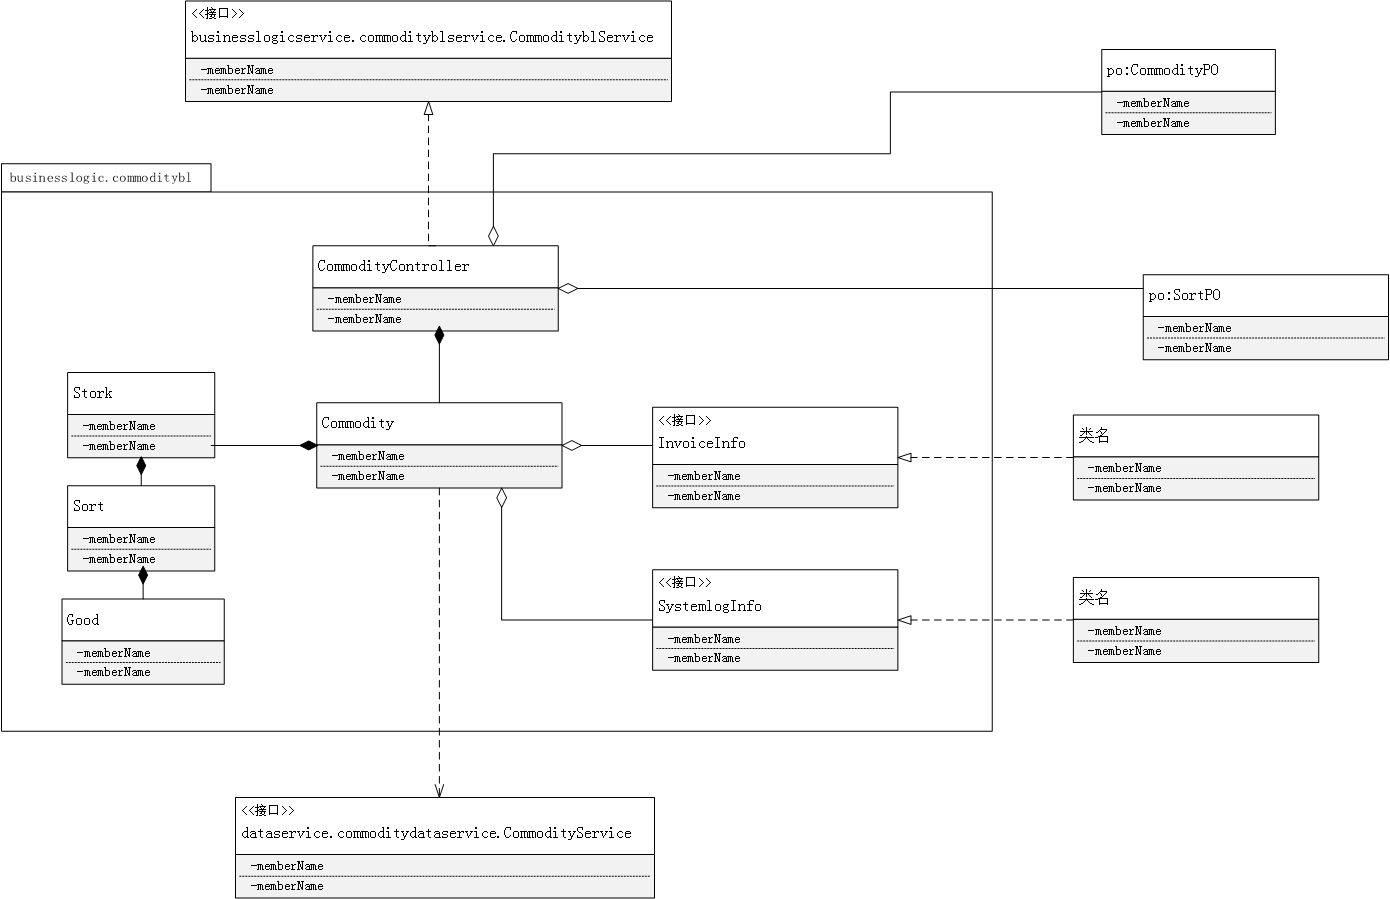 <<接口>>
businesslogicservice.commodityblservice.CommodityblService
-memberName
-memberName
po:CommodityPO
-memberName
-memberName
businesslogic.commoditybl
CommodityController
-memberName
-memberName
po:SortPO
-memberName
-memberName
Stork
-memberName
-memberName
Commodity
-memberName
-memberName
<<接口>>
InvoiceInfo
-memberName
-memberName
类名
-memberName
-memberName
Sort
-memberName
-memberName
<<接口>>
SystemlogInfo
-memberName
-memberName
类名
-memberName
-memberName
Good
-memberName
-memberName
<<接口>>
dataservice.commoditydataservice.CommodityService
-memberName
-memberName